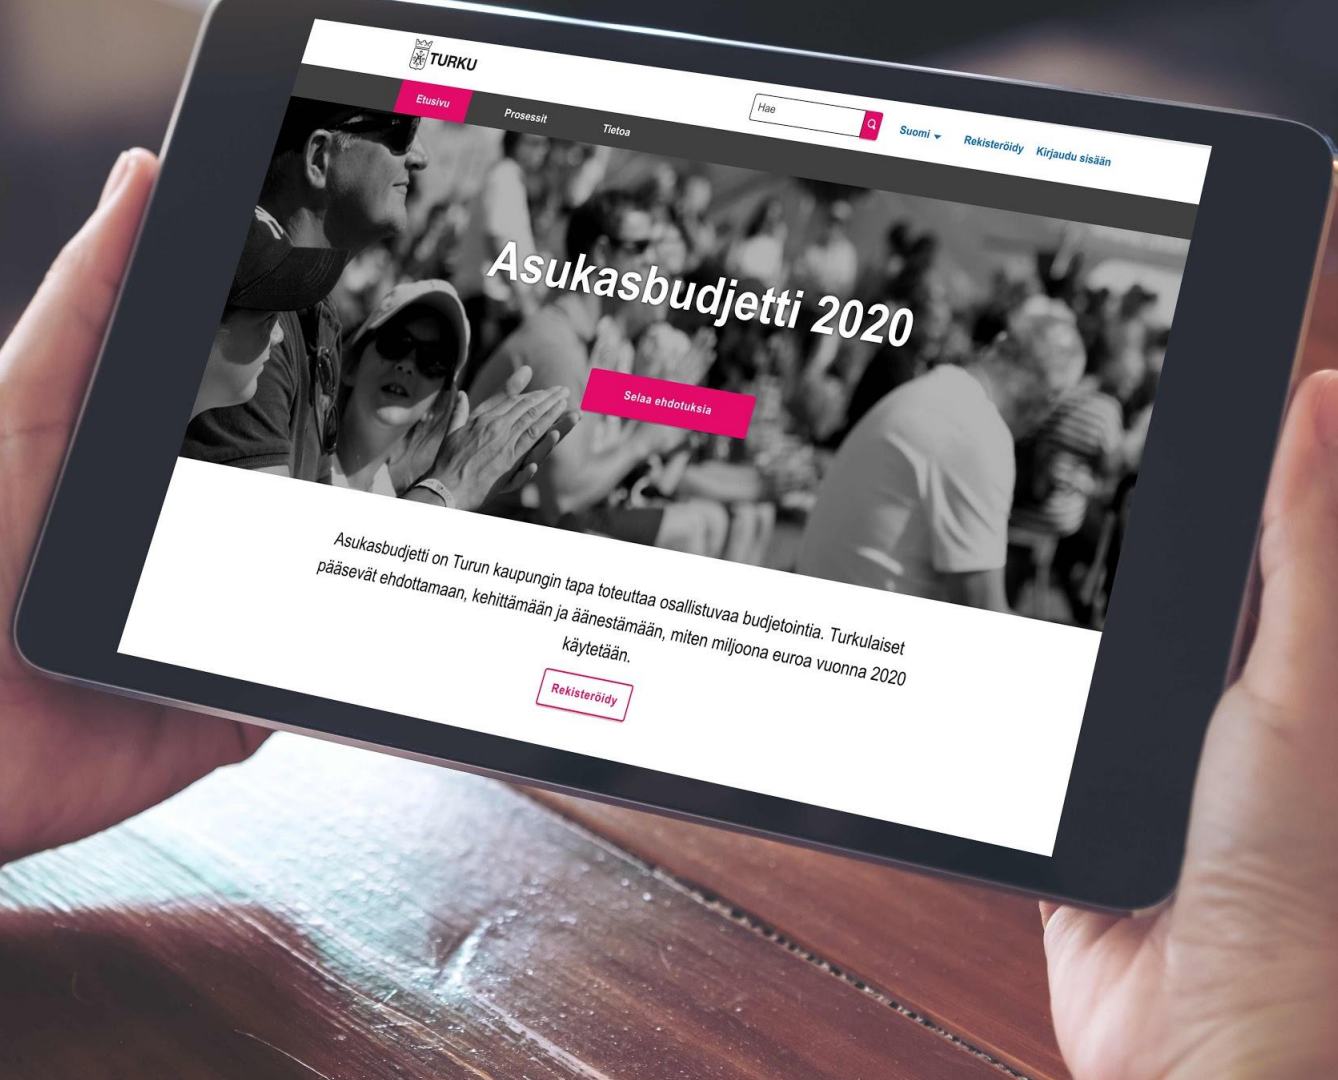 TURKU
Hae
Suomi
Rekisteröidy
Kirjaudu sisään
Etusivu
Prosessit
Tietoa
Asukasbudjetti 2020
Selaa ehdotuksia
Asukasbudjetti on Turun kaupungin tapa toteuttaa osallistuvaa budjetointia. Turkulaiset
pääsevät ehdottamaan, kehittämään ja äänestämään, miten miljoona euroa vuonna 2020
käytetään.
Rekisteröidy